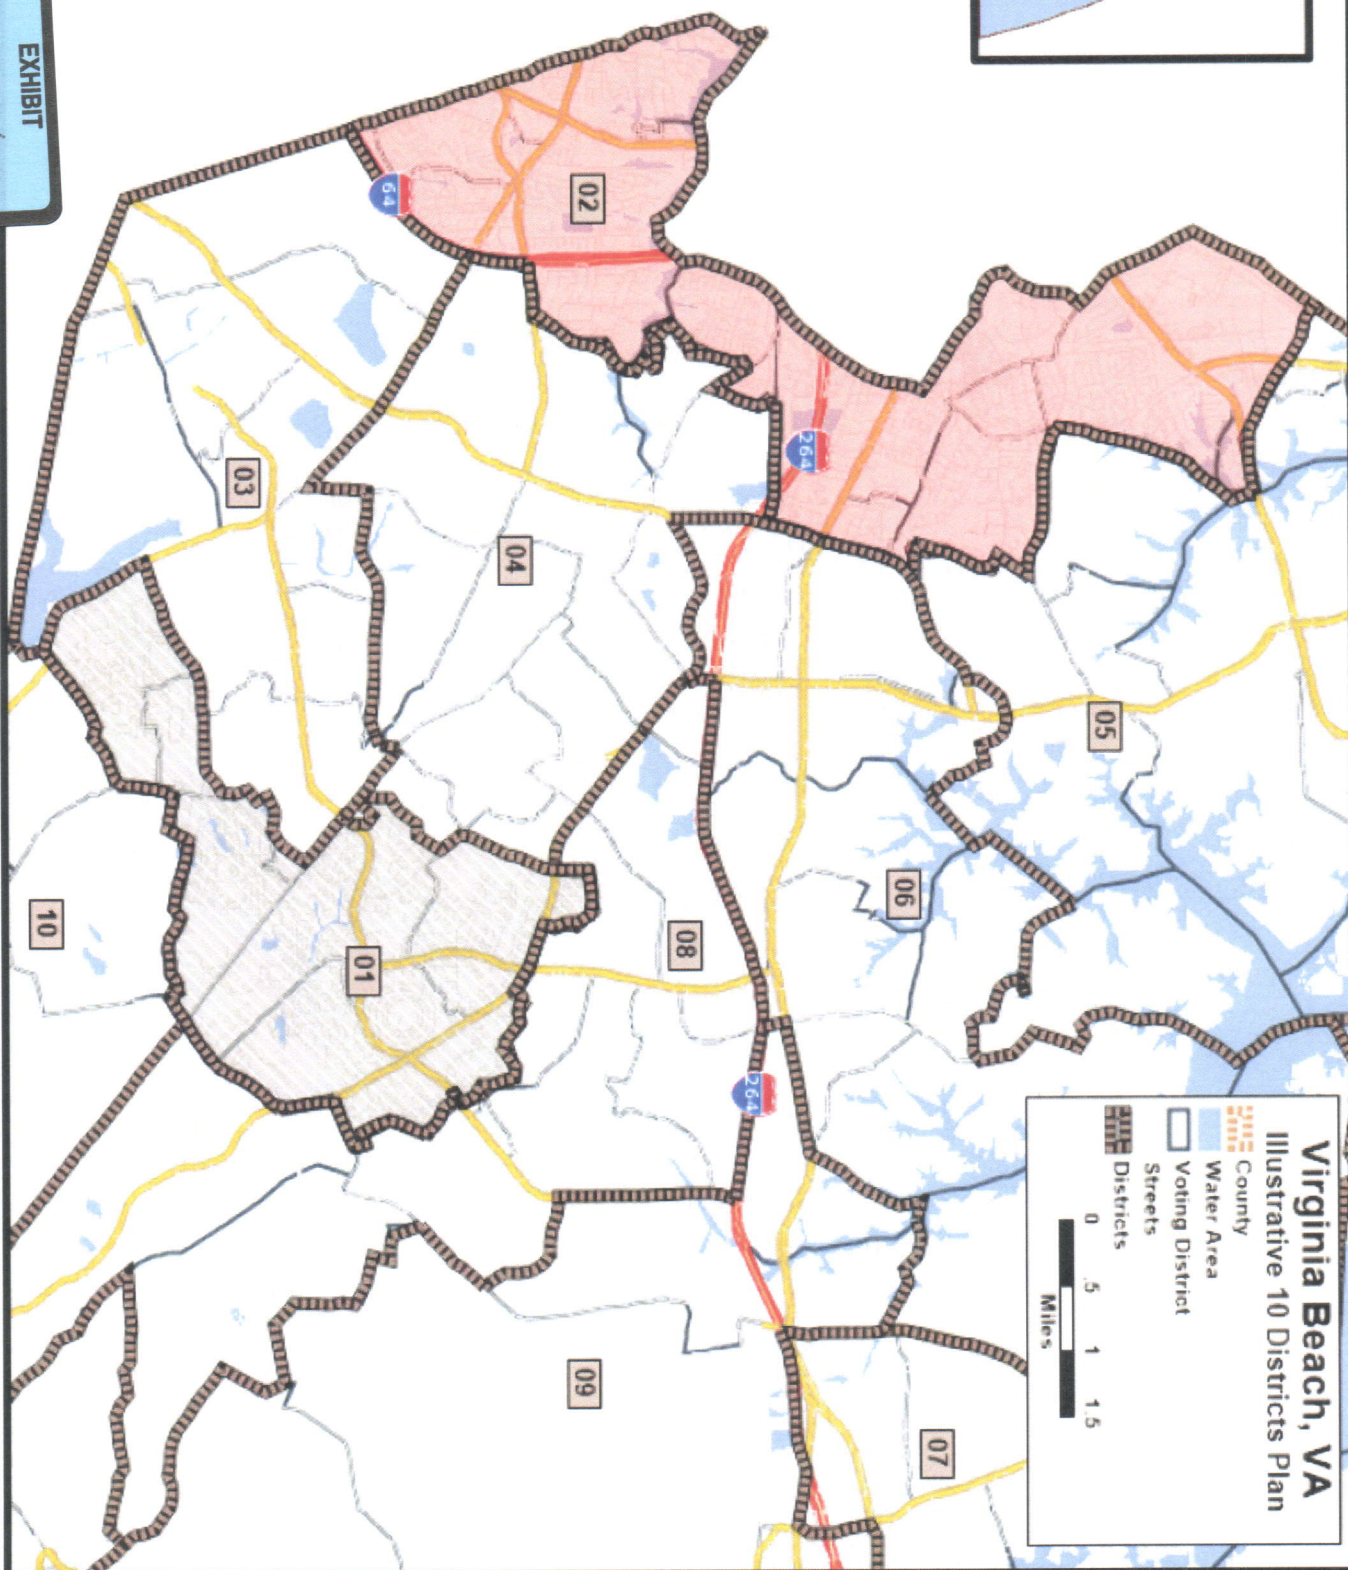 Virginia Beach, VA
Illustrative 10 Districts Plan
County
Water Area
Voting District
Streets
Districts
0 .5 1 1.5
Miles
EXHIBIT
02
64
264
03
04
05
06
01
08
10
264
09
07